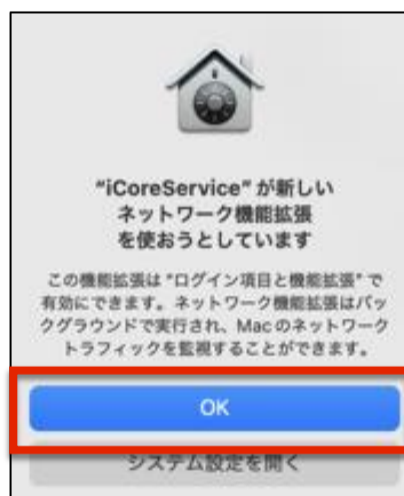 "iCoreService" が新しい
ネットワーク機能拡張
を使おうとしています
この機能拡張は "ログイン項目と機能拡張" で
有効にできます。ネットワーク機能拡張はバッ
クグラウンドで実行され、Macのネットワーク
トラフィックを監視することができます。
OK
システム設定を開く